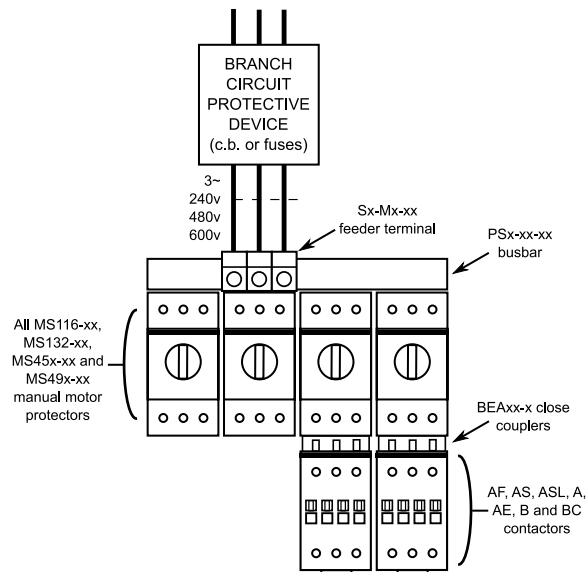 BRANCH
CIRCUIT
PROTECTIVE
DEVICE
(c.b. or fuses)
3~
240v
480v
600v
Sx-Mx-xx
feeder terminal
PSx-xx-xx
busbar
All MS116-xx,
MS132-xx,
MS45x-xx and
MS49x-xx
manual motor
protectors
BEAxx-x close
couplers
AF, AS, ASL, A,
AE, B and BC
contactors